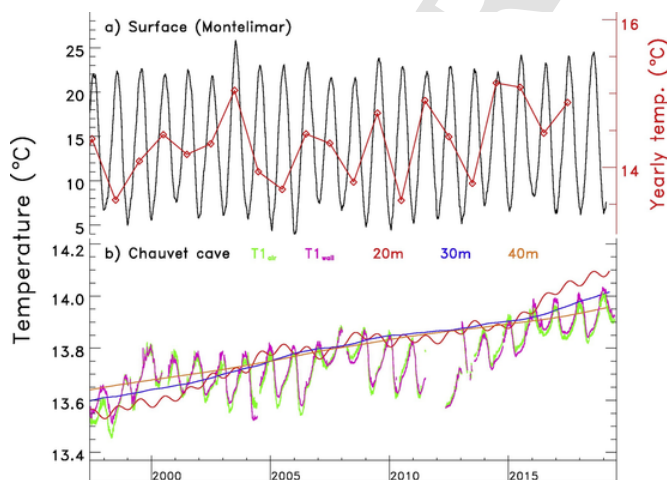 a) Surface (Montelimar)
25
20
15
10
5
16
14
Yearly temp. (°C)
Temperature (°C)
b) Chauvet cave T1air T1wall 20m 30m 40m
14.2
14.0
13.8
13.6
13.4
2000 2005 2010 2015